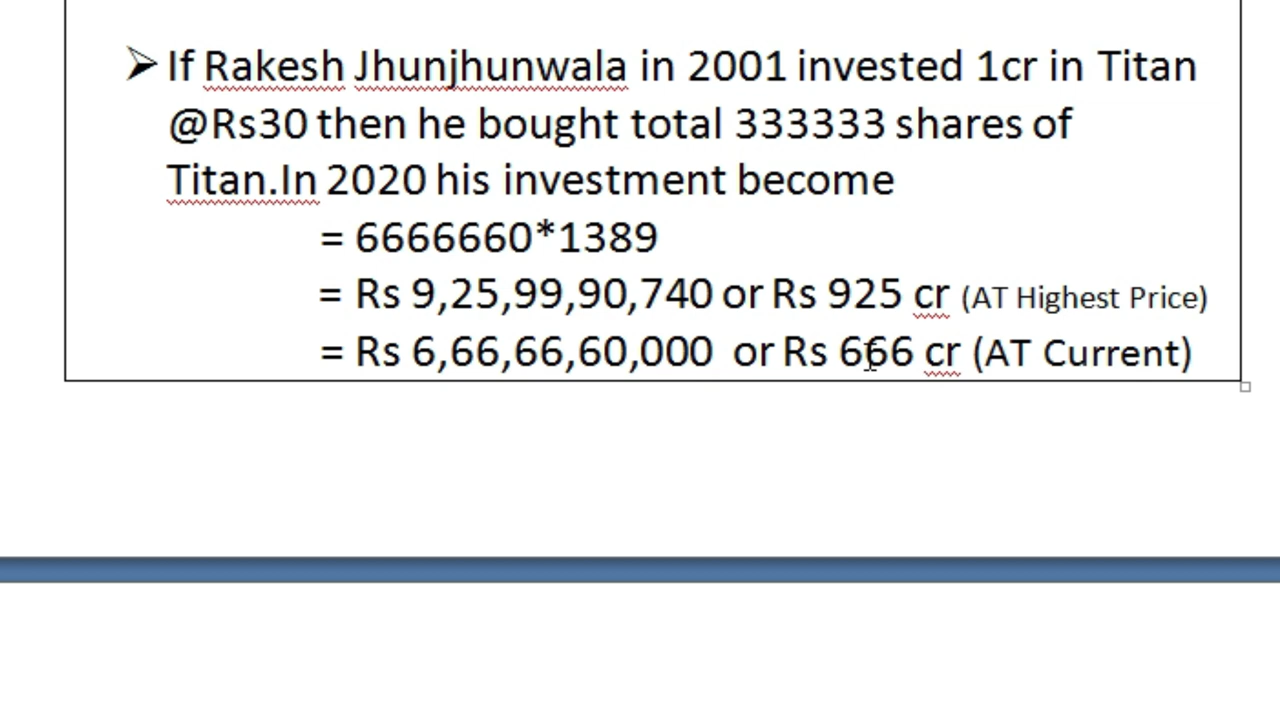 If Rakesh Jhunjhunwala in 2001 invested 1cr in Titan
@Rs30 then he bought total 333333 shares of
Titan.In 2020 his investment become
= 6666660*1389
= Rs 9,25,99,90,740 or Rs 925 cr (AT Highest Price)
= Rs 6,66,66,60,000 or Rs 666 cr (AT Current)